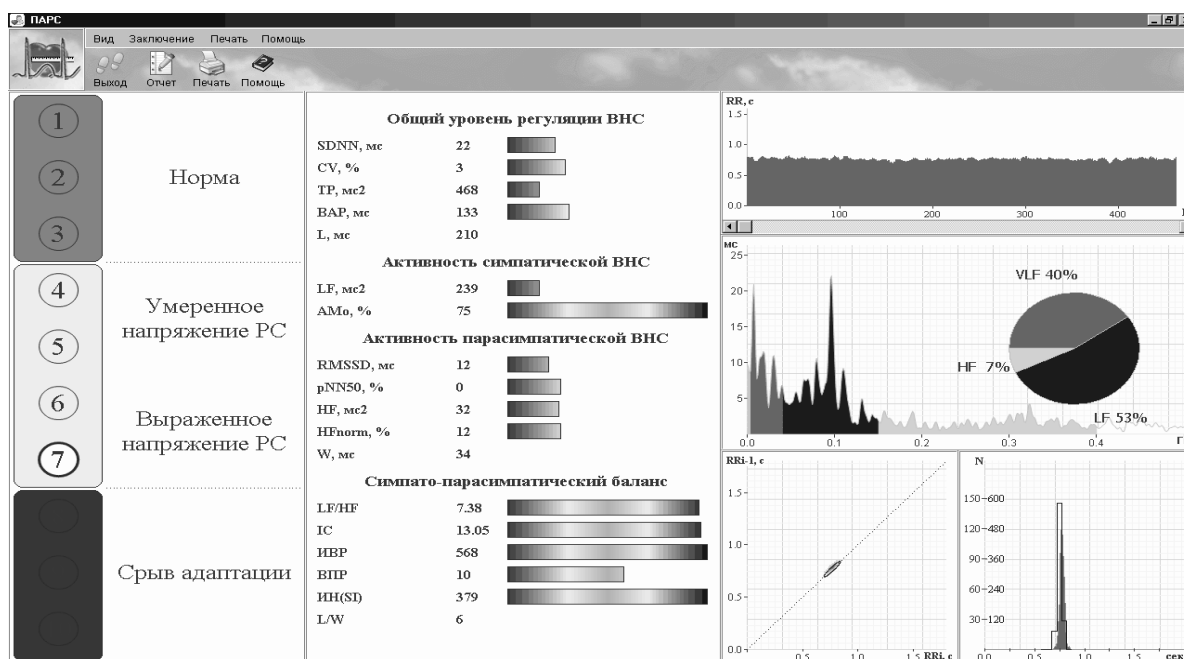 ПАРС
Вид Заключение Печать Помощь
Выход Отчет Печать Помощь
1
2
3
Норма
4
5
6
7
Умеренное
напряжение РС
Выраженное
напряжение РС
Срыв адаптации
Общий уровень регуляции ВНС
SDNN, мс 22
CV, % 3
TP, мс2 468
ВАР, мс 133
L, мс 210
Активность симпатической ВНС
LF, мс2 239
АМо, % 75
Активность парасимпатической ВНС
RMSSD, мс 12
pNN50, % 0
HF, мс2 32
HFnorm, % 12
W, мс 34
Симпато-парасимпатический баланс
LF/HF 7.38
IC 13.05
ИВР 568
ВПР 10
ИН(SI) 379
L/W 6
RR, с
1.5
1.0
0.5
0.0
100 200 300 400
мс
25
20
15
10
5
VLF 40%
HF 7%
LF 53%
0.0 0.1 0.2 0.3 0.4 Г
RRi-1, с
1.5
1.0
0.5
0.0
0.5 1.0 1.5
RRi, с
N
150-600
120-480
90-360
60-240
30-120
0.0 0.5 1.0 1.5 сек